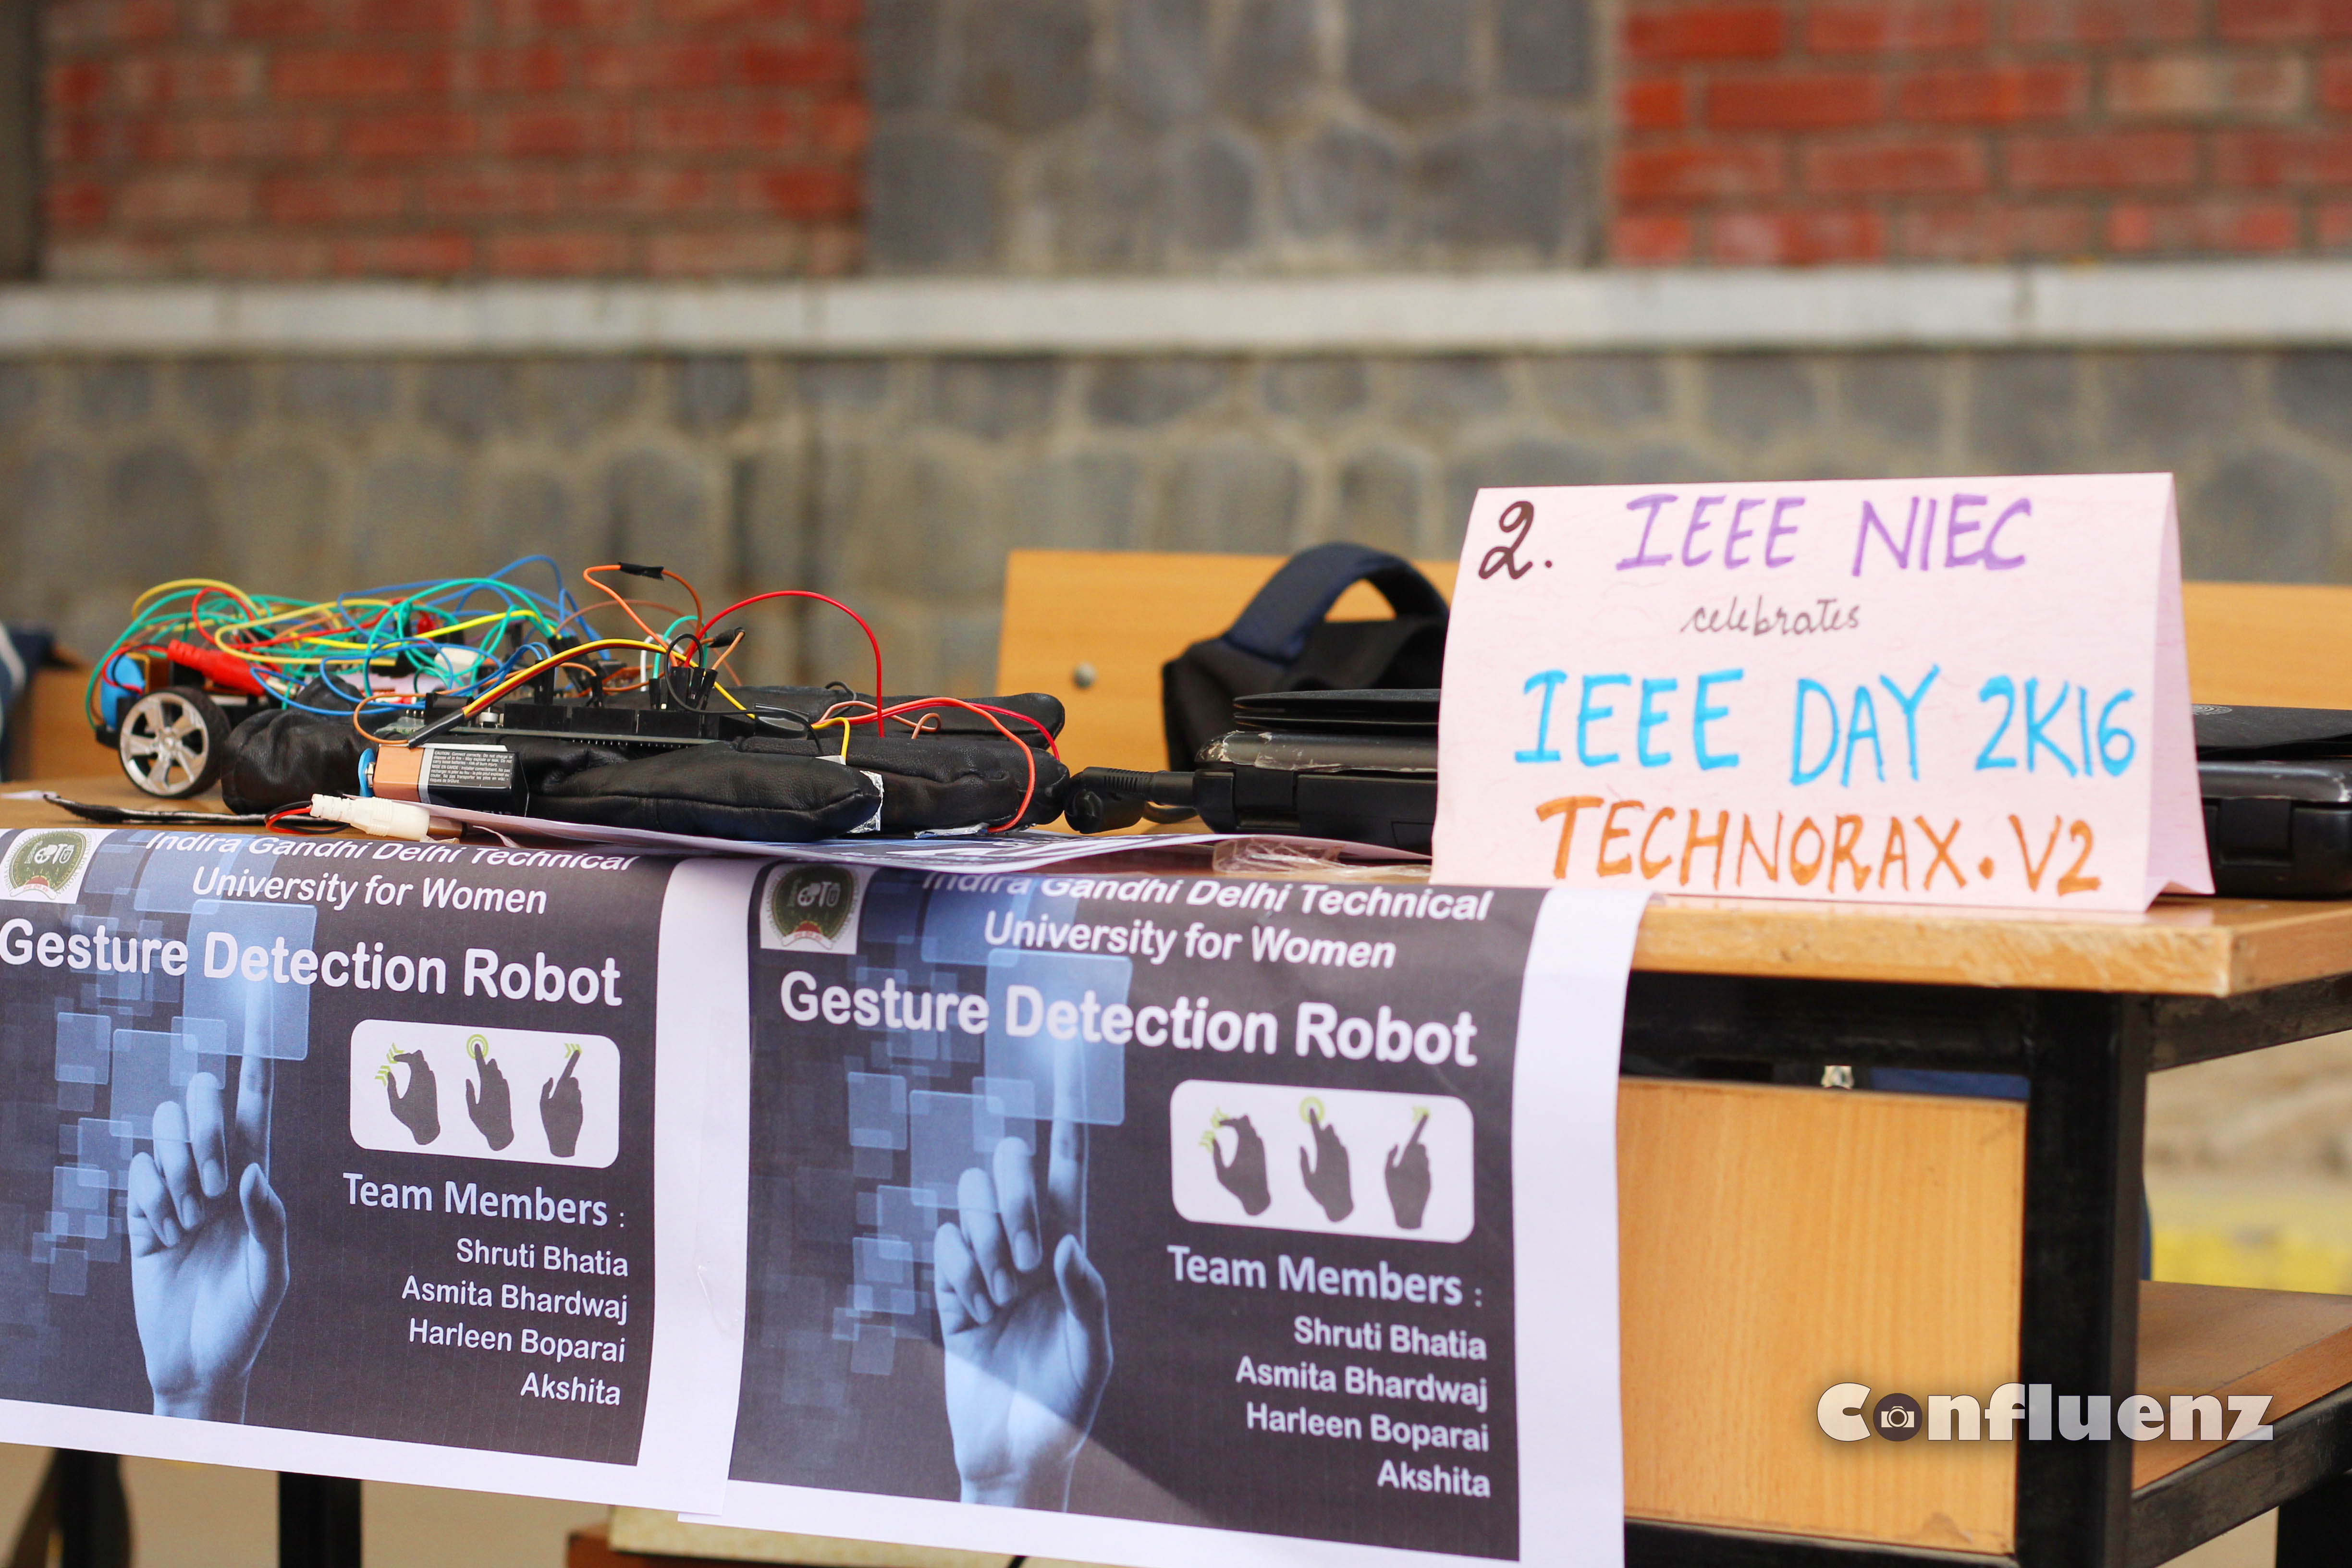 2. IEEE NIEC
celebrates
IEEE DAY 2K16
TECHNORAX.V2
Indira Gandhi Delhi Technical
University for Women
Gesture Detection Robot
Team Members :
Shruti Bhatia
Asmita Bhardwaj
Harleen Boparai
Akshita
Indira Gandhi Delhi Technical
University for Women
Gesture Detection Robot
Team Members :
Shruti Bhatia
Asmita Bhardwaj
Harleen Boparai
Akshita
Confluenz